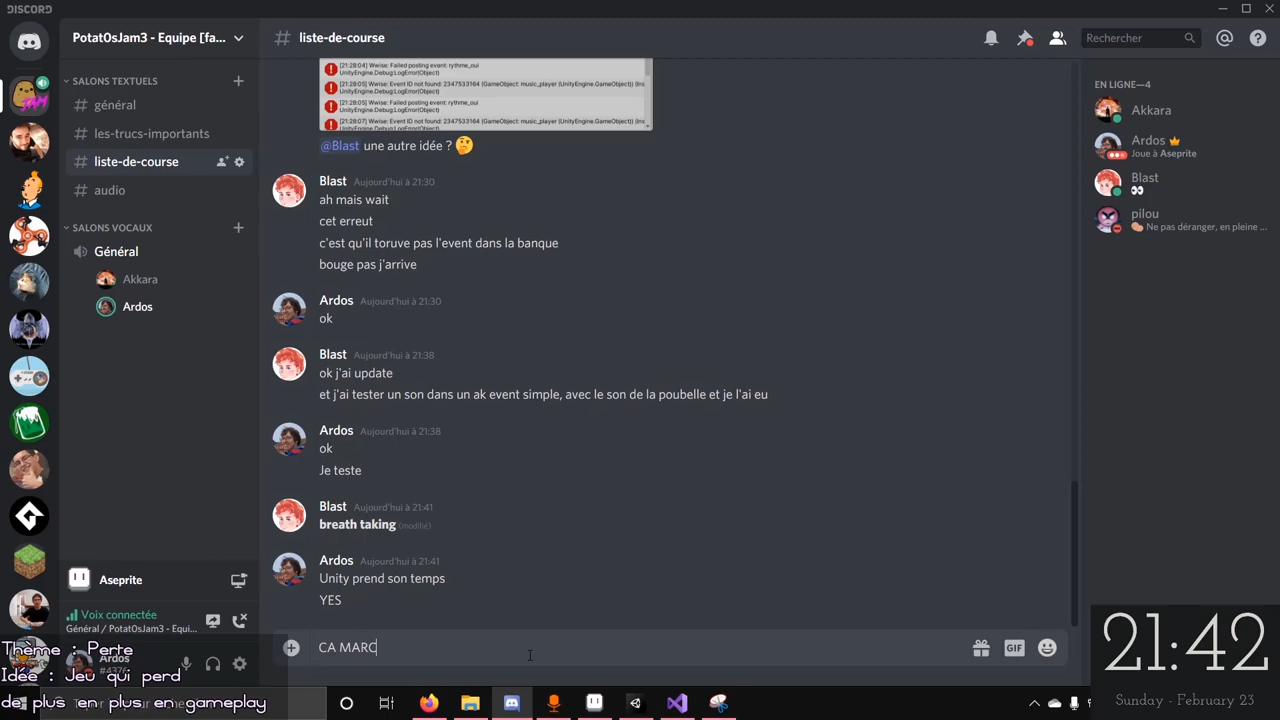 DISCORD
PotatOsJam3 - Equipe [fa...
# liste-de-course
Rechercher
SALONS TEXTUELS
# général
# les-trucs-importants
# liste-de-course
# audio
SALONS VOCAUX
Général
Akkara
Ardos
[21:28:04] Wwise: Failed posting event: rythme_oui
UnityEngine.Debug:LogError(Object)
[21:28:05] Wwise: Event ID not found: 2347533164 (GameObject: music_player (UnityEngine.GameObject) (Ins
UnityEngine.Debug:LogError(Object)
[21:28:05] Wwise: Failed posting event: rythme_oui
UnityEngine.Debug:LogError(Object)
[21:28:07] Wwise: Event ID not found: 2347533164 (GameObject: music_player (UnityEngine.GameObject) (Ins
UnityEngine.Debug:LogError(Object)
@Blast une autre idée ? 🤔
Blast Aujourd'hui à 21:30
ah mais wait
cet erreut
c'est qu'il toruve pas l'event dans la banque
bouge pas j'arrive
Ardos Aujourd'hui à 21:30
ok
Blast Aujourd'hui à 21:38
ok j'ai update
et j'ai tester un son dans un ak event simple, avec le son de la poubelle et je l'ai eu
Ardos Aujourd'hui à 21:38
ok
Je teste
Blast Aujourd'hui à 21:41
breath taking (modifié)
Ardos Aujourd'hui à 21:41
Unity prend son temps
YES
CA MARC
GIF
EN LIGNE—4
Akkara
Ardos
Joue à Aseprite
Blast
👀
pilou
Ne pas déranger, en pleine ...
Aseprite
Voix connectée
Général / PotatOsJam3 - Equi...
Ardos
Thème : Perte
Idée : Jeu qui perd
de plus en plus en gameplay
21:42
Sunday - February 23